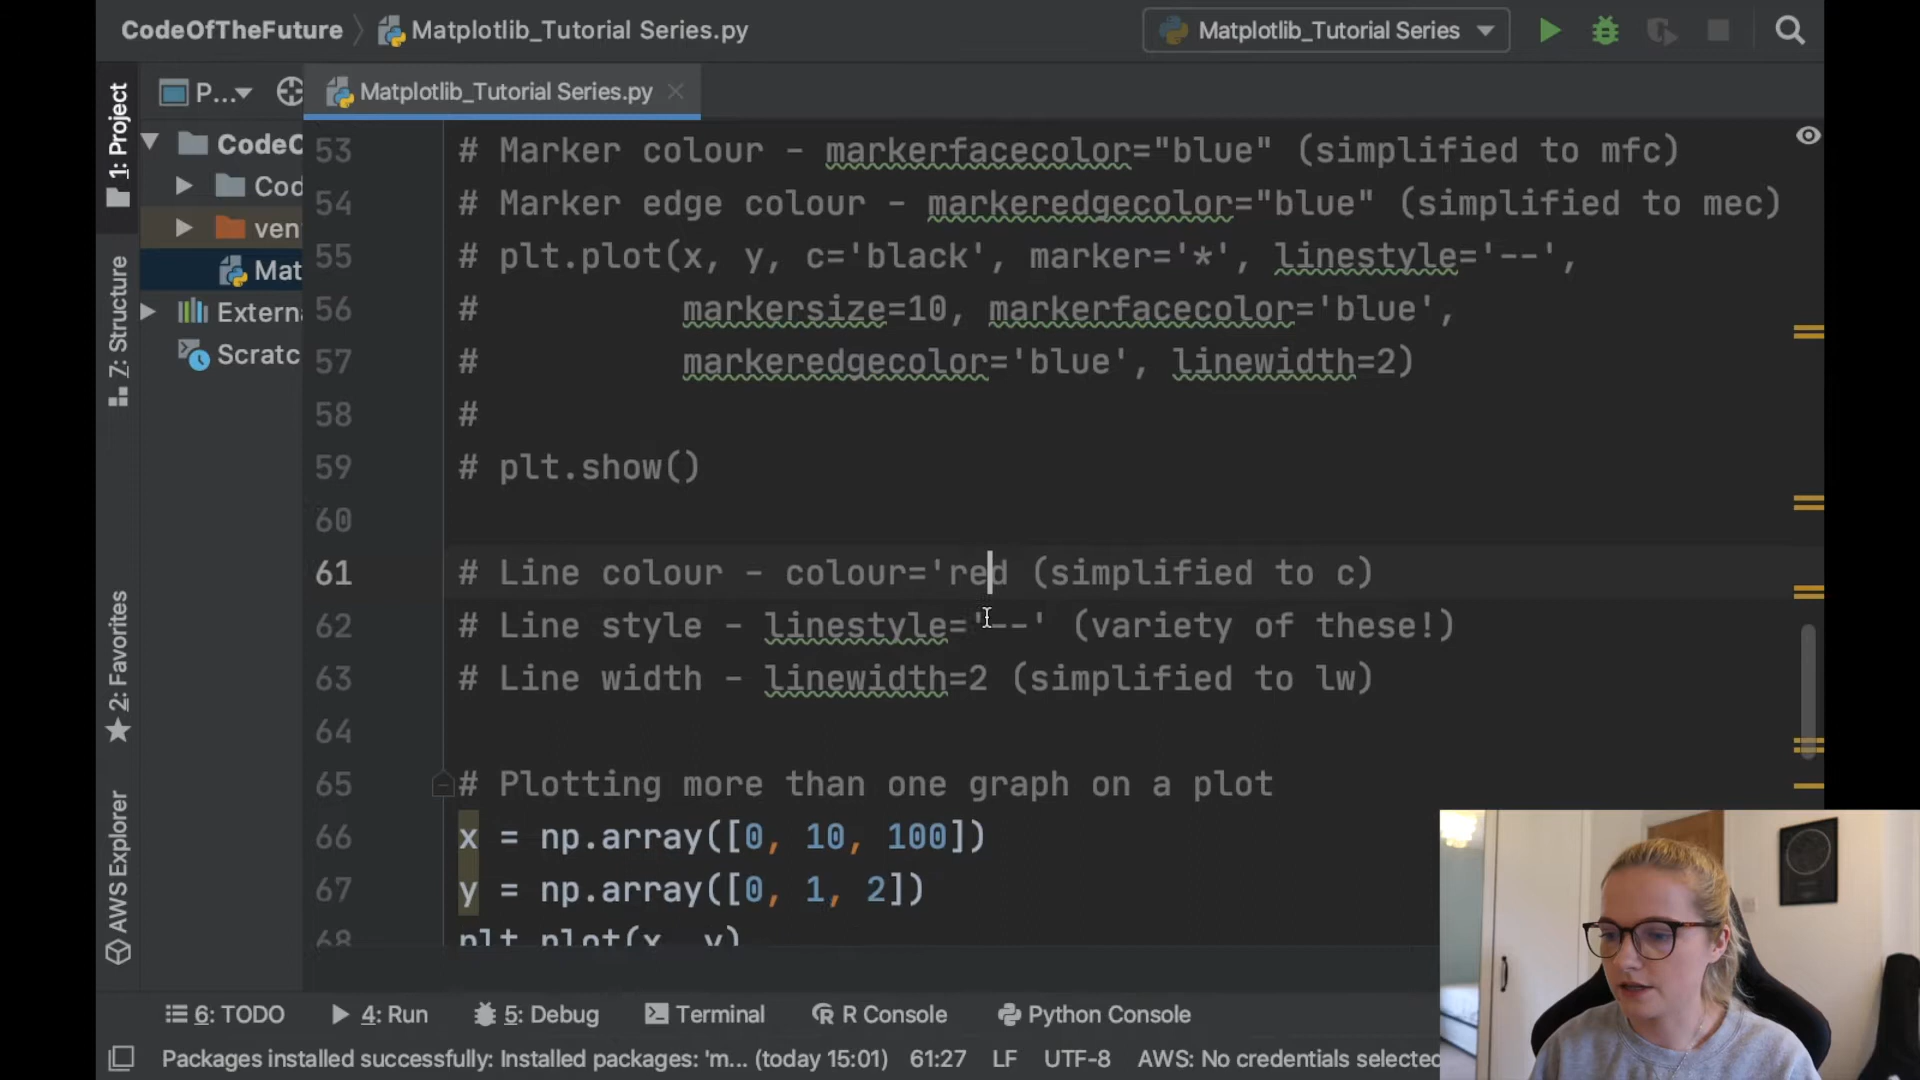 CodeOfTheFuture
Matplotlib_Tutorial Series.py
Matplotlib_Tutorial Series
1: Project
P...
Matplotlib_Tutorial Series.py
CodeC
Cod
ven
Mat
Extern
Scratc
Z: Structure
2: Favorites
AWS Explorer
53 # Marker colour - markerfacecolor="blue" (simplified to mfc)
54 # Marker edge colour - markeredgecolor="blue" (simplified to mec)
55 # plt.plot(x, y, c='black', marker='*', linestyle='--',
56 # markersize=10, markerfacecolor='blue',
57 # markeredgecolor='blue', linewidth=2)
58 #
59 # plt.show()
60
61 # Line colour - colour='red (simplified to c)
62 # Line style - linestyle='--' (variety of these!)
63 # Line width - linewidth=2 (simplified to lw)
64
65 # Plotting more than one graph on a plot
66 x = np.array([0, 10, 100])
67 y = np.array([0, 1, 2])
68 plt.plot(x, y)
6: TODO 4: Run 5: Debug Terminal R Console Python Console
Packages installed successfully: Installed packages: 'm... (today 15:01) 61:27 LF UTF-8 AWS: No credentials selected